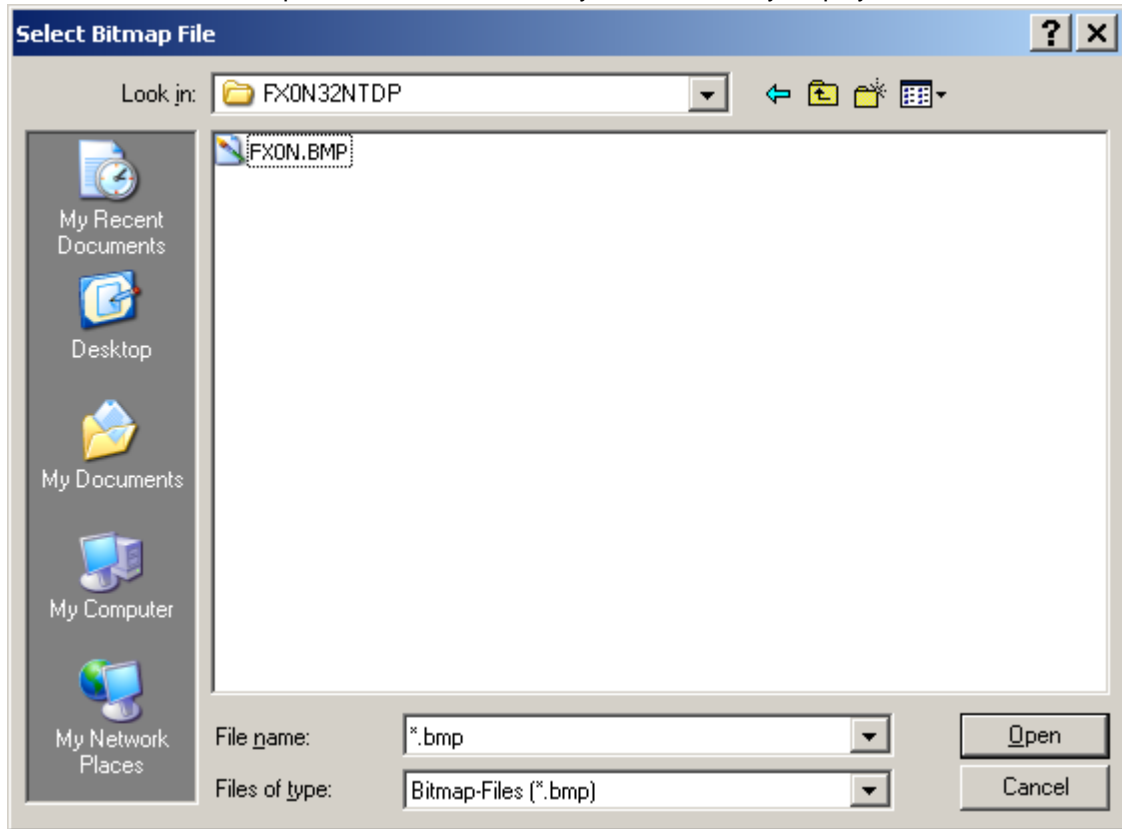 Select Bitmap File
Look in: FX0N32NTDP
FX0N.BMP
My Recent
Documents
Desktop
My Documents
My Computer
My Network
Places
File name: *.bmp Open
Files of type: Bitmap-Files (*.bmp) Cancel